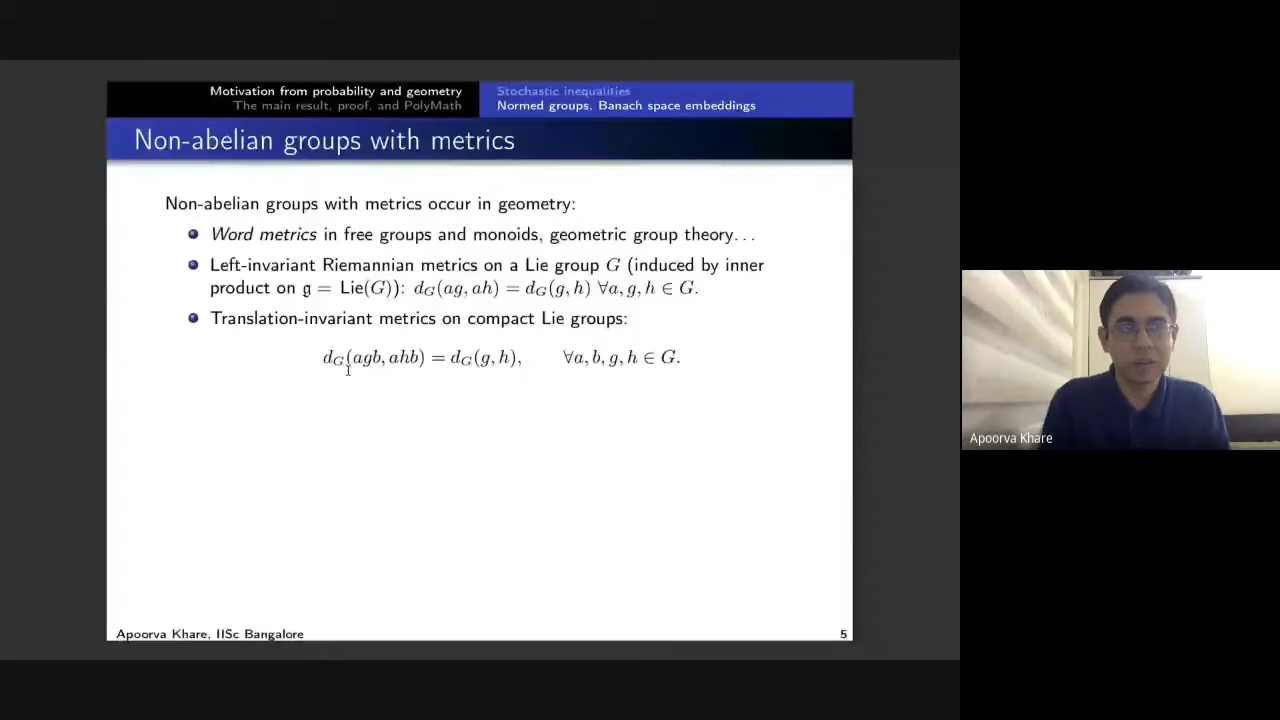 Motivation from probability and geometry
The main result, proof, and PolyMath
Stochastic inequalities
Normed groups, Banach space embeddings
Non-abelian groups with metrics
Non-abelian groups with metrics occur in geometry:
Word metrics in free groups and monoids, geometric group theory...
Left-invariant Riemannian metrics on a Lie group G (induced by inner
product on 𝔤 = Lie(G)): d_G(ag, ah) = d_G(g, h) ∀a, g, h ∈ G.
Translation-invariant metrics on compact Lie groups:
d_G(agb, ahb) = d_G(g, h), ∀a, b, g, h ∈ G.
Apoorva Khare, IISc Bangalore
5
Apoorva Khare